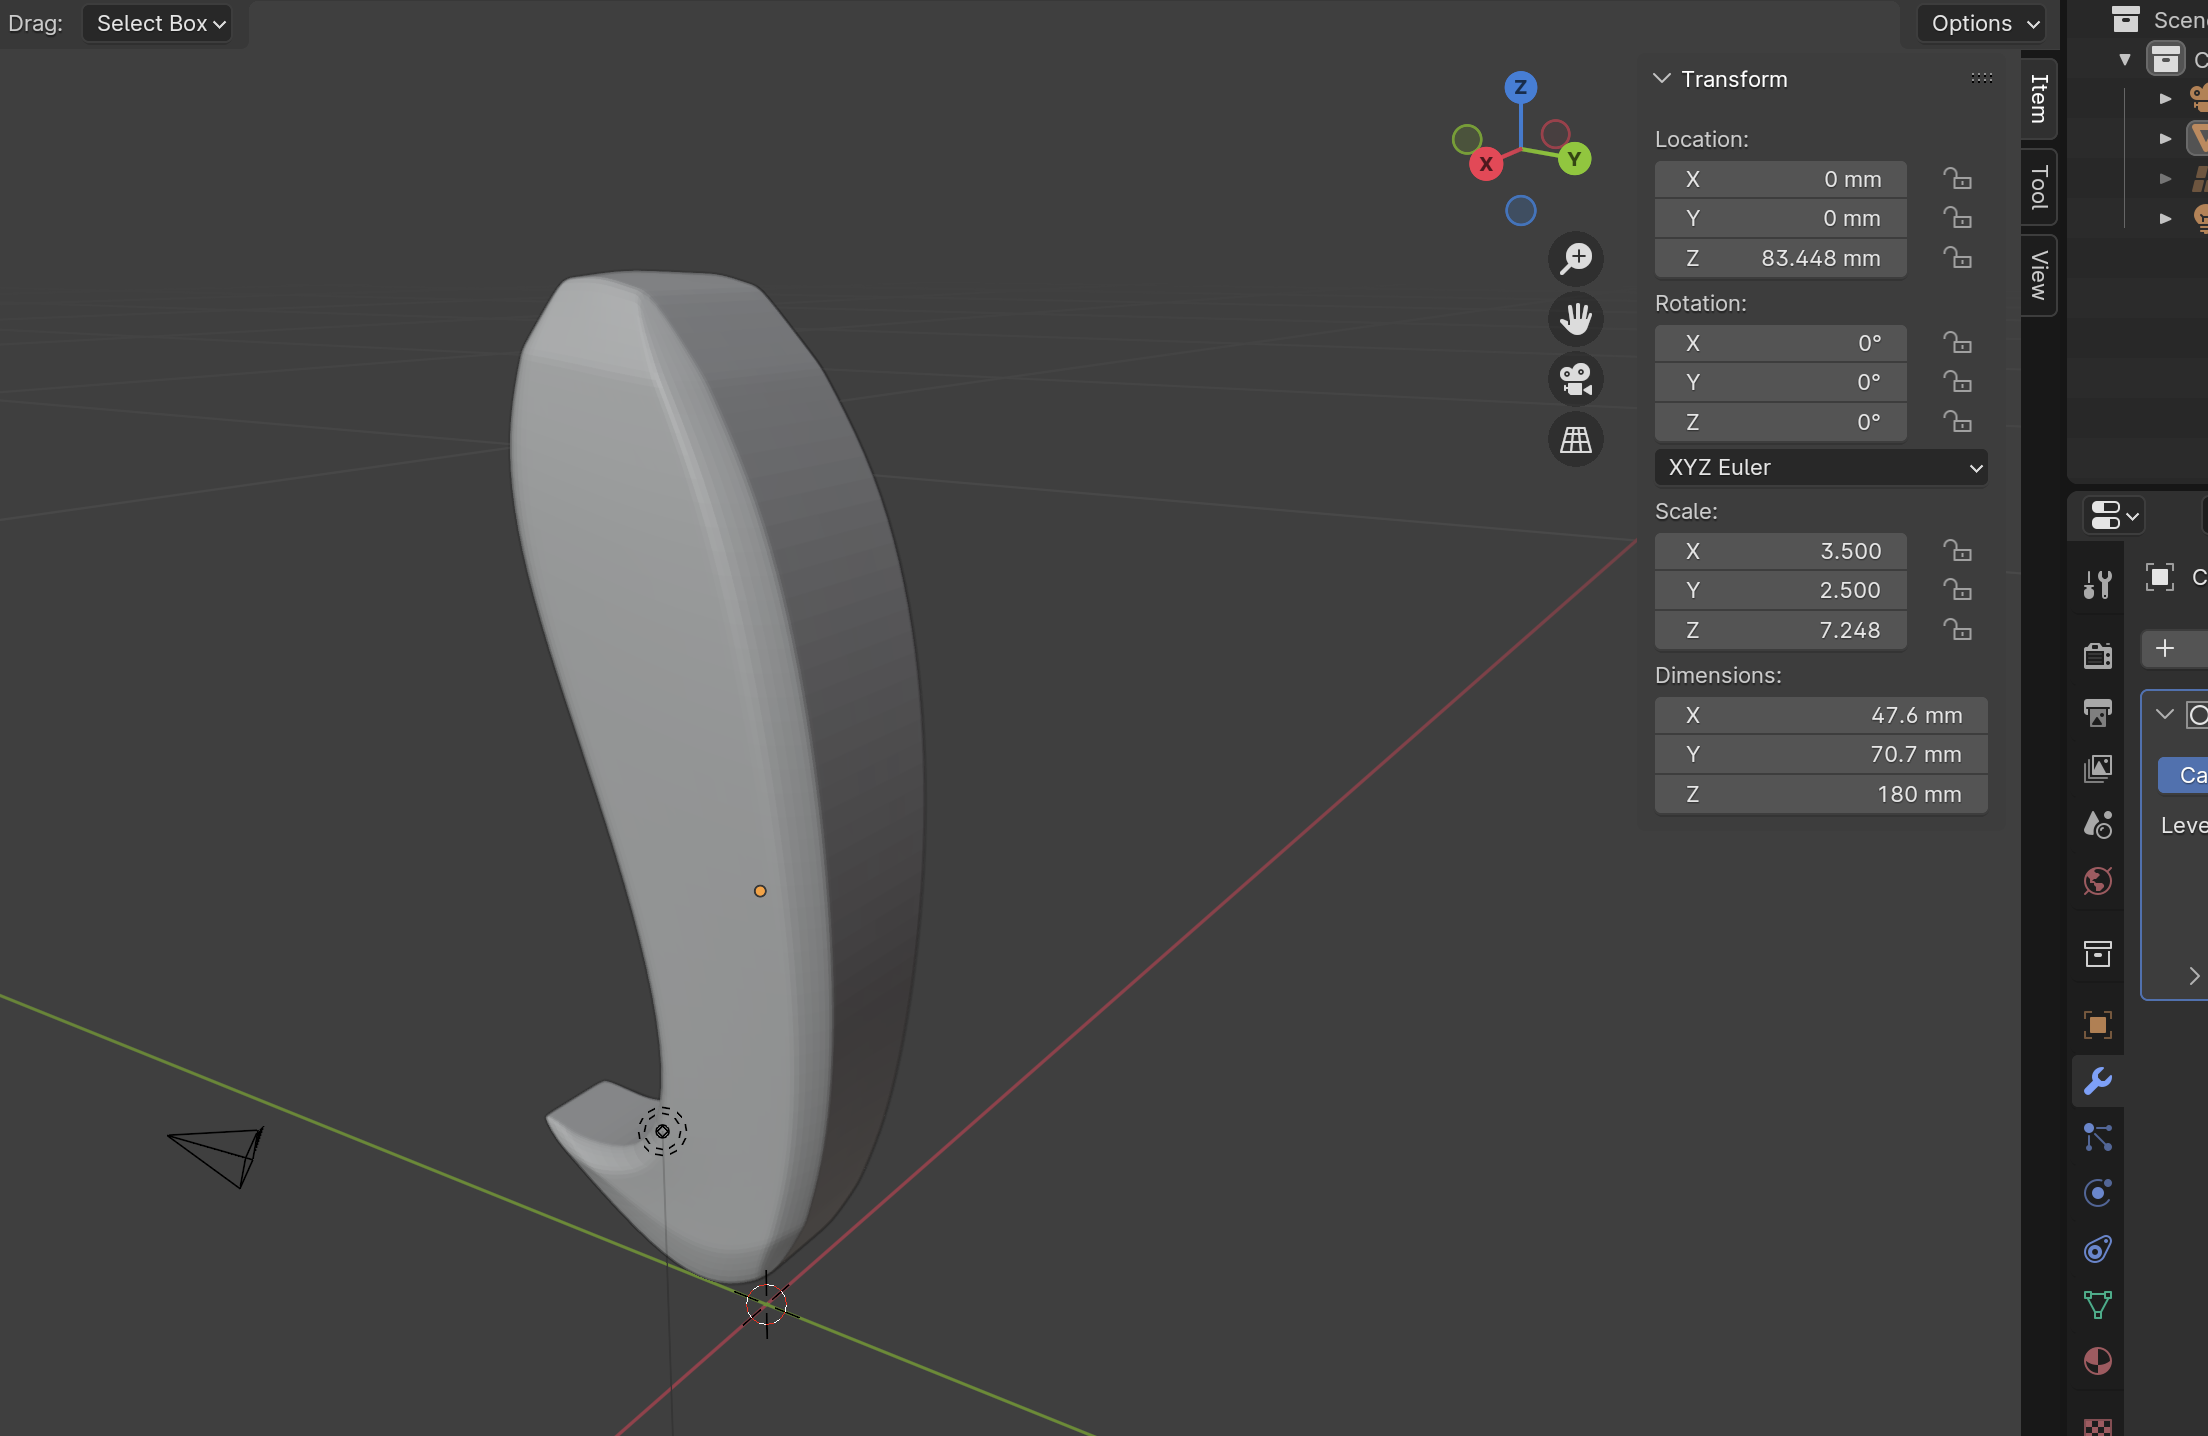 Drag: Select Box
Options
Scen
C
Z
X
Y
Item
Tool
View
Transform
Location:
X 0 mm
Y 0 mm
Z 83.448 mm
Rotation:
X 0°
Y 0°
Z 0°
XYZ Euler
Scale:
X 3.500
Y 2.500
Z 7.248
Dimensions:
X 47.6 mm
Y 70.7 mm
Z 180 mm
C
Ca
Leve